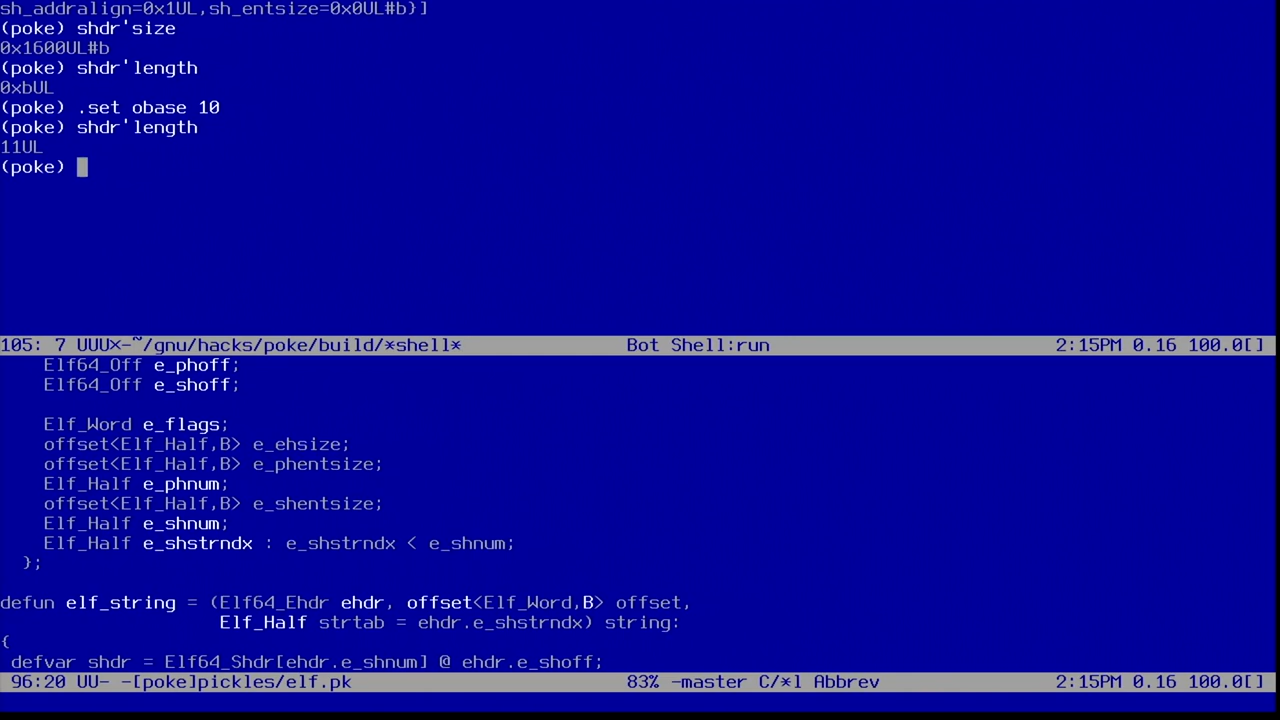 sh_addralign=0x1UL,sh_entsize=0x0UL#b}]
(poke) shdr'size
0x1600UL#b
(poke) shdr'length
0xbUL
(poke) .set obase 10
(poke) shdr'length
11UL
(poke)
105: 7 UUU×-~/gnu/hacks/poke/build/*shell* Bot Shell:run 2:15PM 0.16 100.0[]
Elf64_Off e_phoff;
Elf64_Off e_shoff;
Elf_Word e_flags;
offset<Elf_Half,B> e_ehsize;
offset<Elf_Half,B> e_phentsize;
Elf_Half e_phnum;
offset<Elf_Half,B> e_shentsize;
Elf_Half e_shnum;
Elf_Half e_shstrndx : e_shstrndx < e_shnum;
};
defun elf_string = (Elf64_Ehdr ehdr, offset<Elf_Word,B> offset,
Elf_Half strtab = ehdr.e_shstrndx) string:
{
defvar shdr = Elf64_Shdr[ehdr.e_shnum] @ ehdr.e_shoff;
96:20 UU- -[poke]pickles/elf.pk 83% -master C/*l Abbrev 2:15PM 0.16 100.0[]